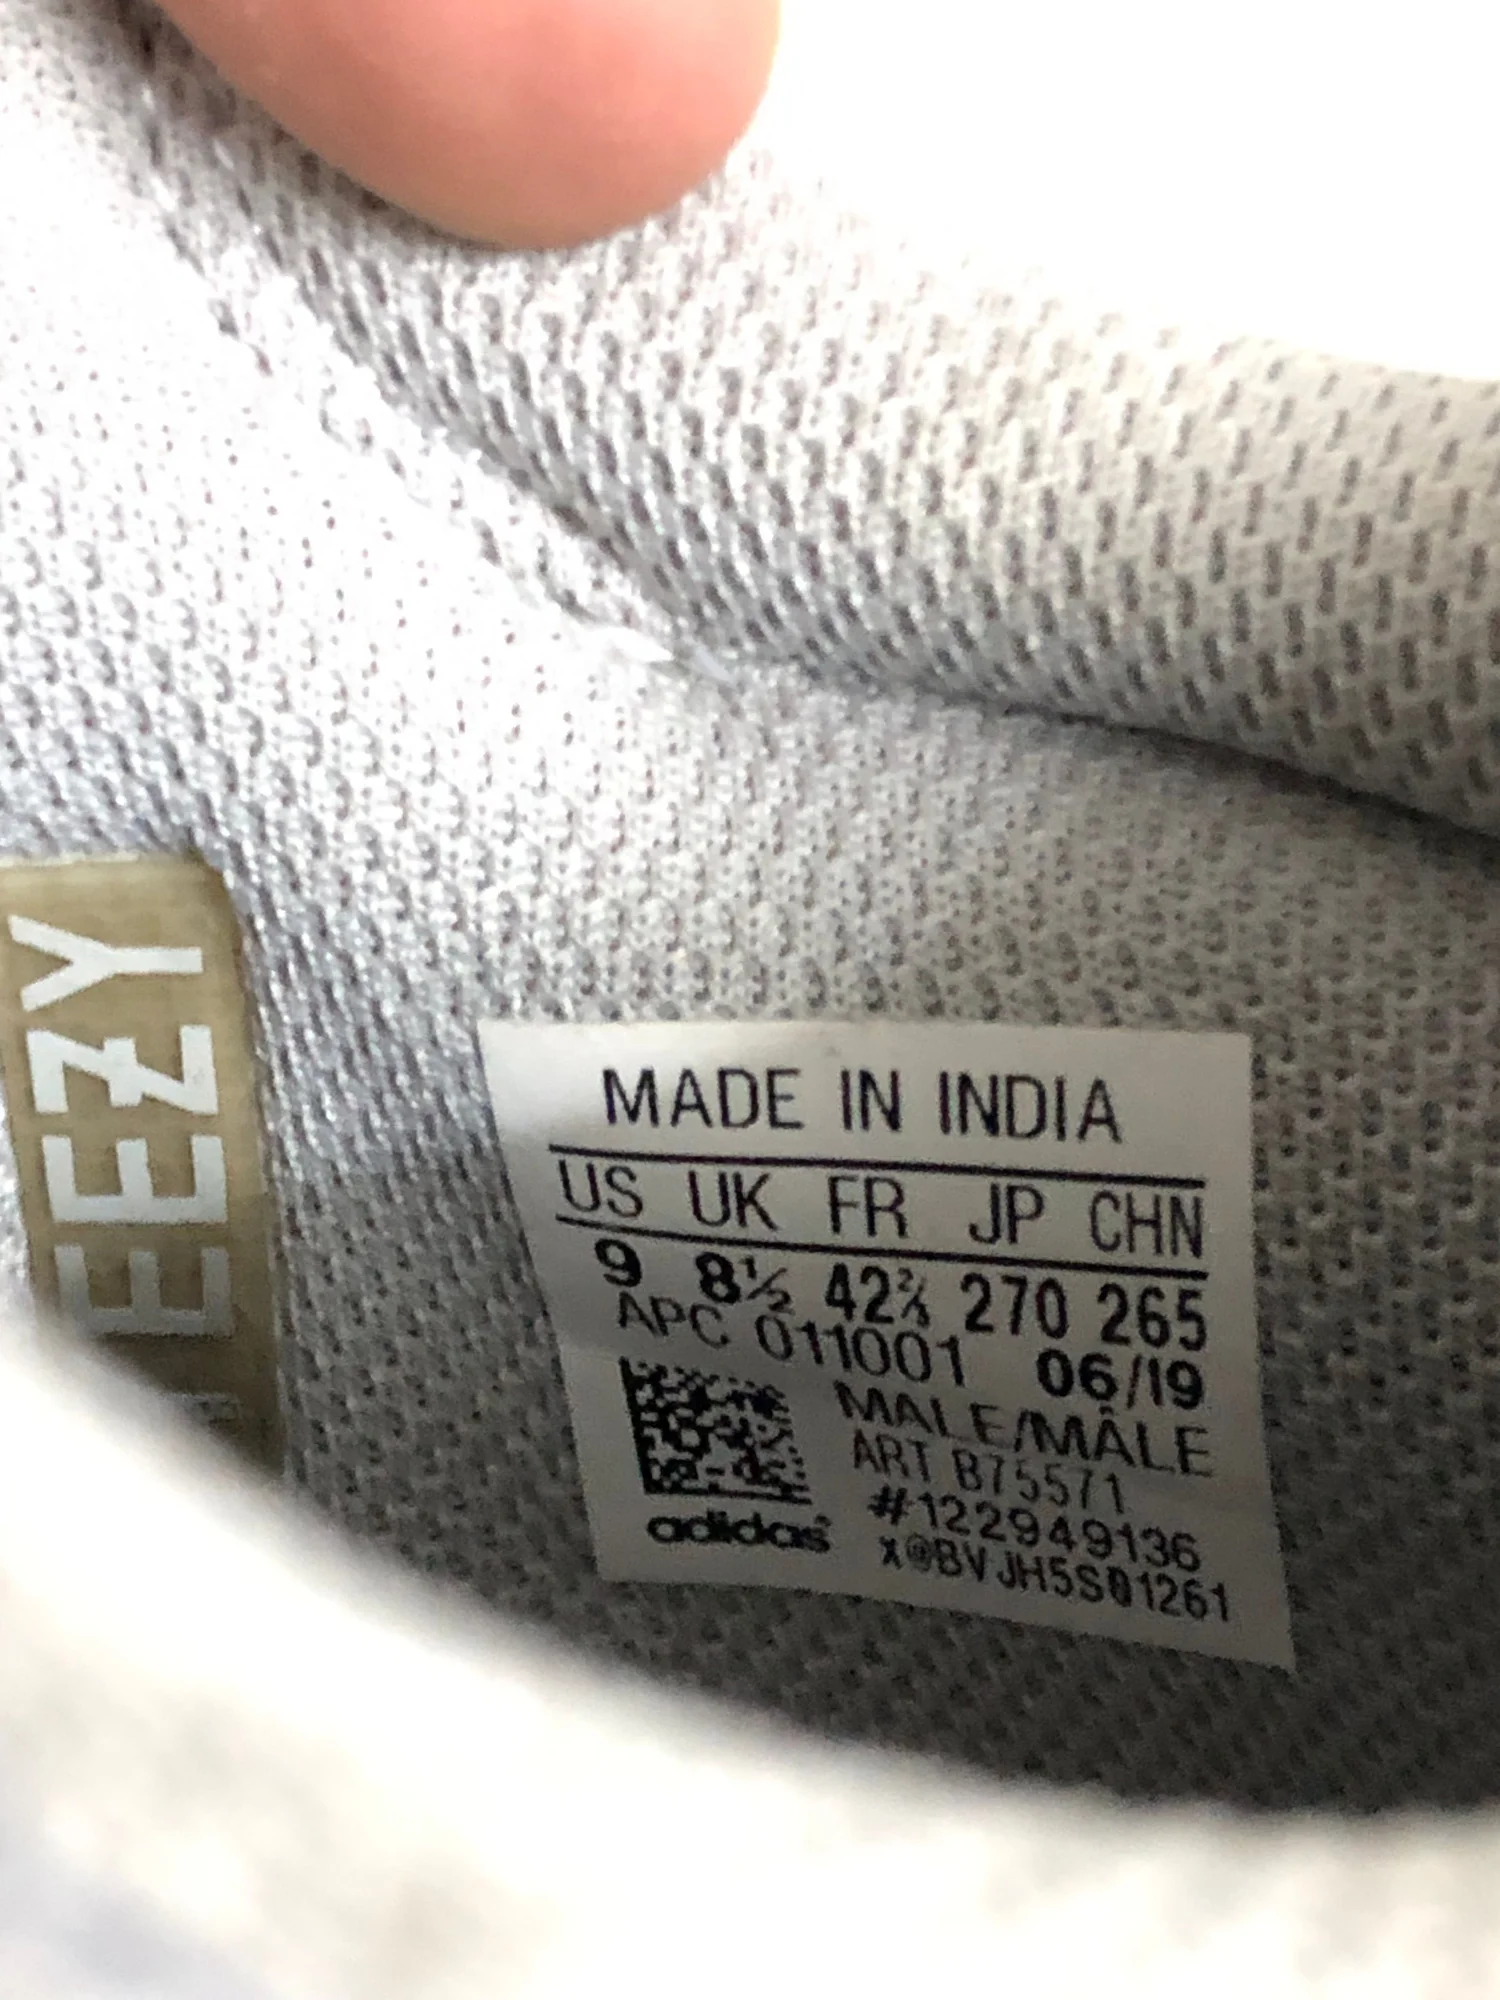 EEZY
MADE IN INDIA
US UK FR JP CHN
9 8½ 42⅔ 270 265
APC 011001 06/19
MALE/MÂLE
ART B75571
#122949136
adidas
x@BVJH5S01261